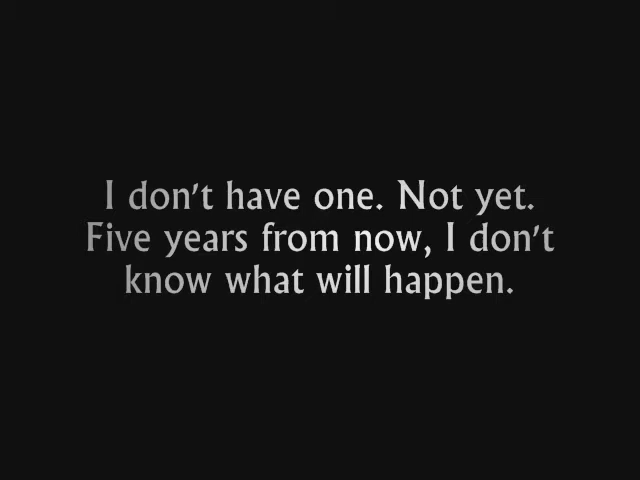 I don't have one. Not yet.
Five years from now, I don't
know what will happen.